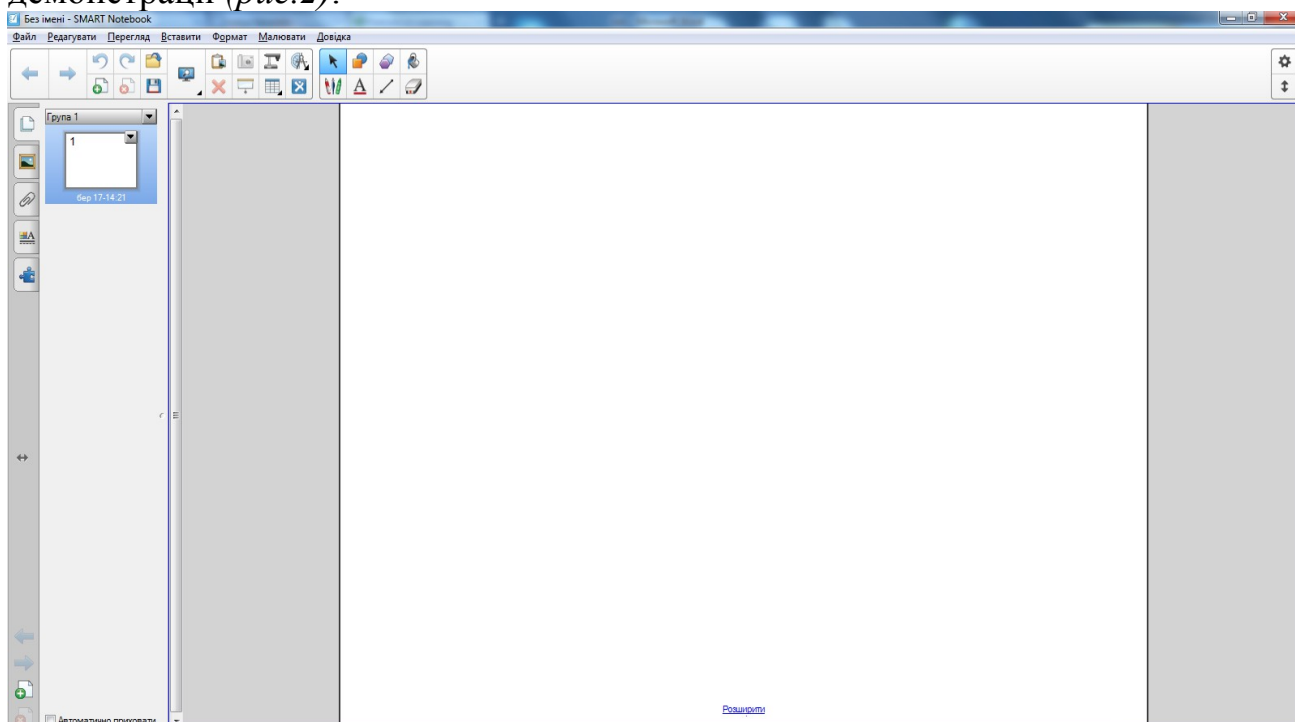 демонстрації (рис.2).
Без імені - SMART Notebook
Файл Редагувати Перегляд Вставити Формат Малювати Довідка
Група 1
1
бер 17-14:21
Розширити
Автоматично приховати